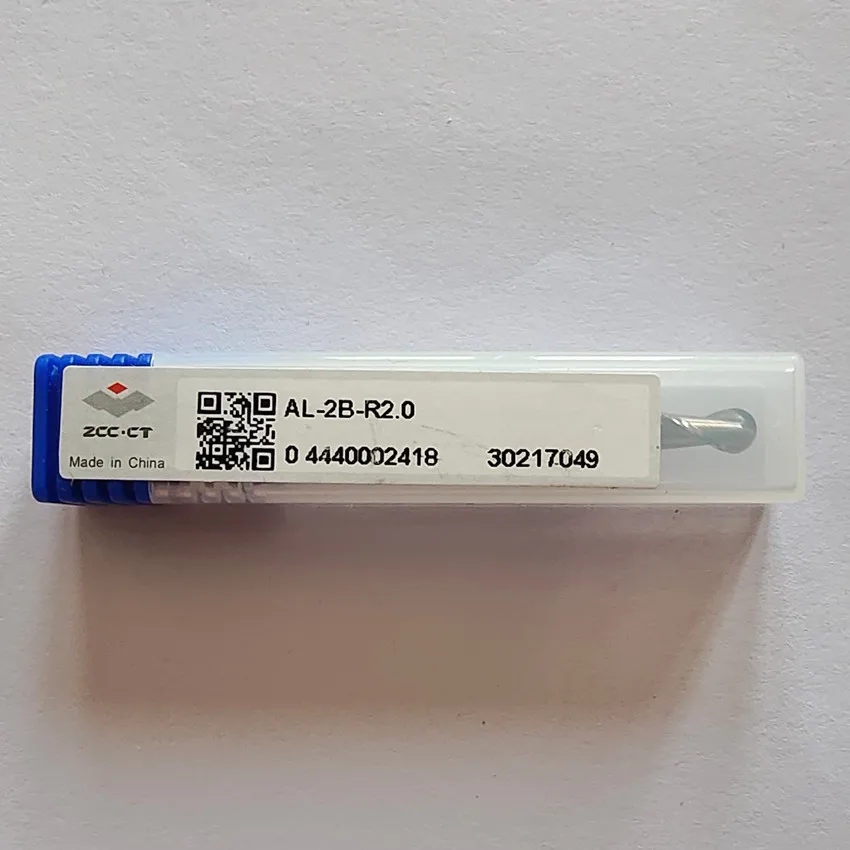 ZCC·CT
Made in China
AL-2B-R2.0
0 4440002418 30217049